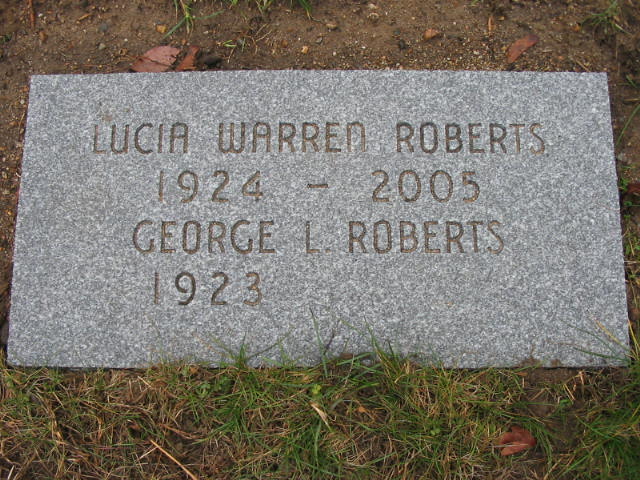 LUCIA WARREN ROBERTS
1924 - 2005
GEORGE L. ROBERTS
1923